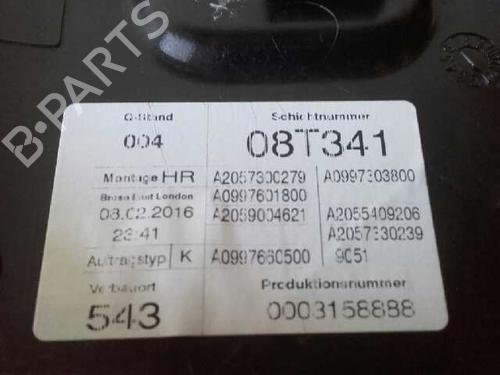 B-PARTS
Q-Stand Schichtnummer
004 08T341
Montage HR A2057300279 A0997303800
Brose East London A0997601800
03.02.2016 A2059004621 A2055409206
23:41 A2057330239
Auftragstyp K A0997660500 9C51
Verbauort Produktionsnummer
543 0003158888